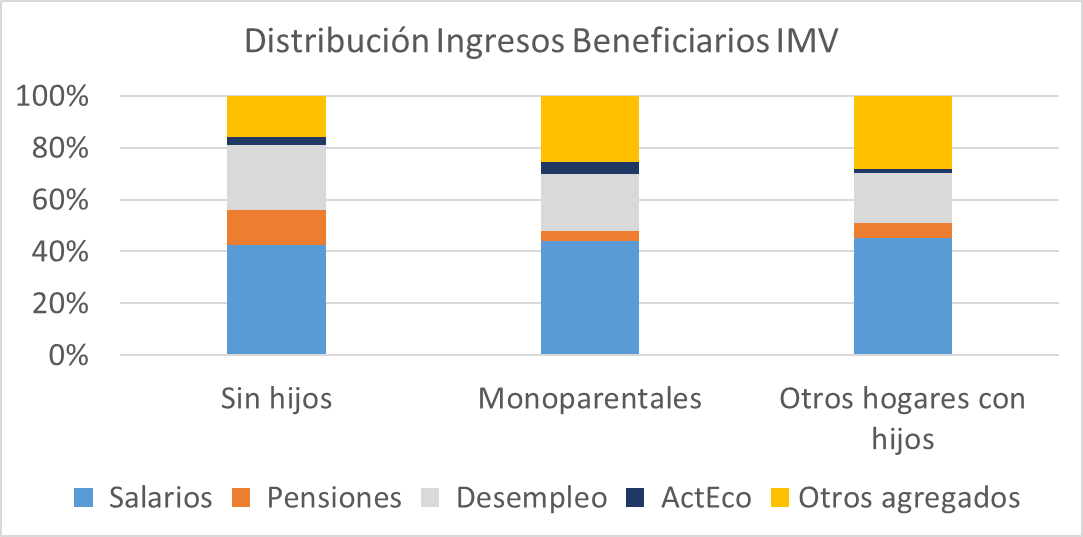 Distribución Ingresos Beneficiarios IMV
100%
80%
60%
40%
20%
0%
Sin hijos
Monoparentales
Otros hogares con
hijos
Salarios Pensiones Desempleo ActEco Otros agregados